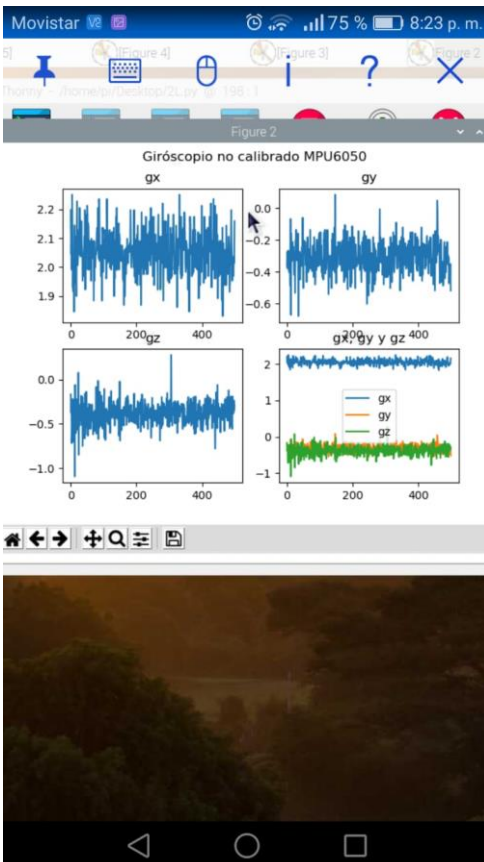 Movistar 75 % 8:23 p. m.
[Figure 4] [Figure 3] [Figure 2
Thonny - /home/pi/Desktop/2L.py @ 198 : 1
Figure 2
Giróscopio no calibrado MPU6050
gx gy
2.2
2.1
2.0
1.9
0 200 400
0.0
−0.2
−0.4
−0.6
0 200 400
gz gx, gy y gz
0.0
−0.5
−1.0
0 200 400
2
1
0
−1
gx
gy
gz
0 200 400